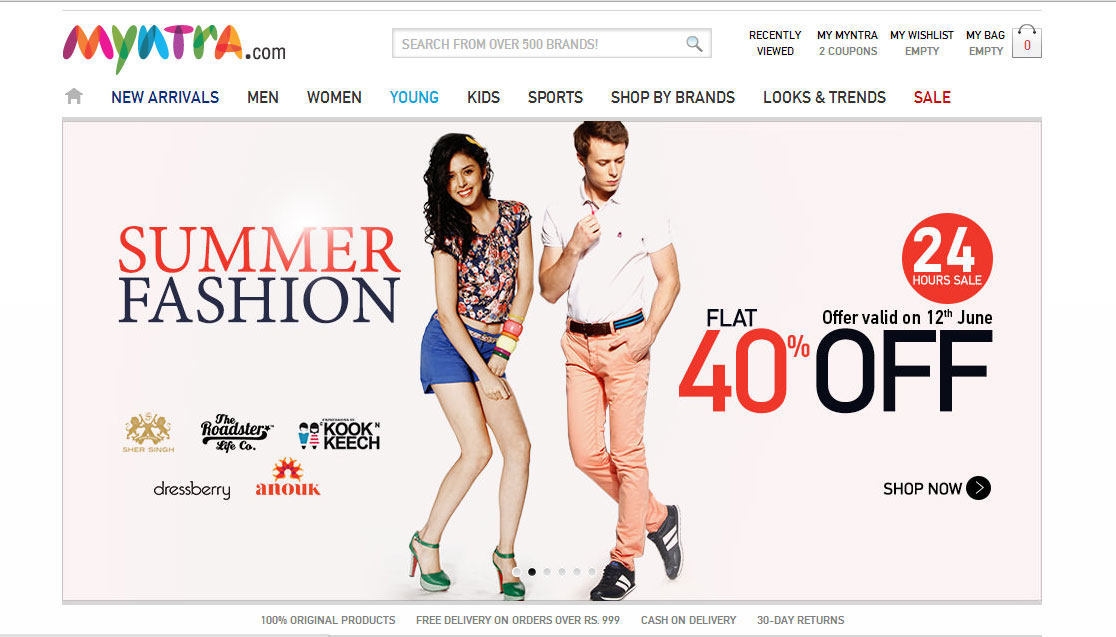 myntra.com
SEARCH FROM OVER 500 BRANDS!
RECENTLY
VIEWED
MY MYNTRA
2 COUPONS
MY WISHLIST
EMPTY
MY BAG
EMPTY
0
NEW ARRIVALS MEN WOMEN YOUNG KIDS SPORTS SHOP BY BRANDS LOOKS & TRENDS SALE
SUMMER
FASHION
24
HOURS SALE
Offer valid on 12th June
FLAT
40% OFF
SHER SINGH
The
Roadster
Life Co.
KOOK N
KEECH
dressberry
anouk
SHOP NOW
100% ORIGINAL PRODUCTS FREE DELIVERY ON ORDERS OVER RS. 999 CASH ON DELIVERY 30-DAY RETURNS